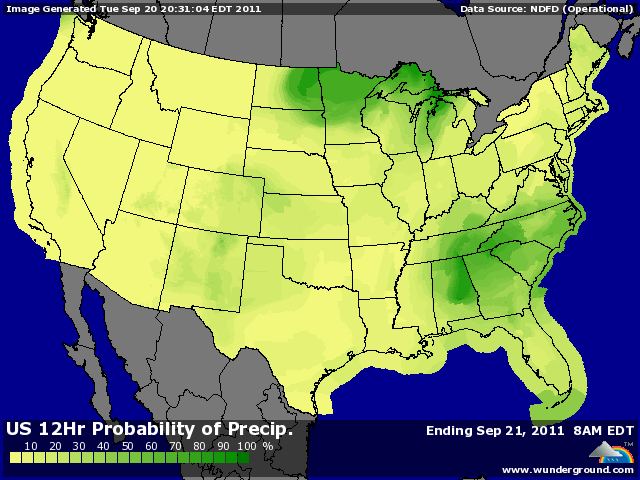 Image Generated Tue Sep 20 20:31:04 EDT 2011 Data Source: NDFD (Operational)
US 12Hr Probability of Precip. Ending Sep 21, 2011 8AM EDT
10 20 30 40 50 60 70 80 90 100 %
TM
www.wunderground.com